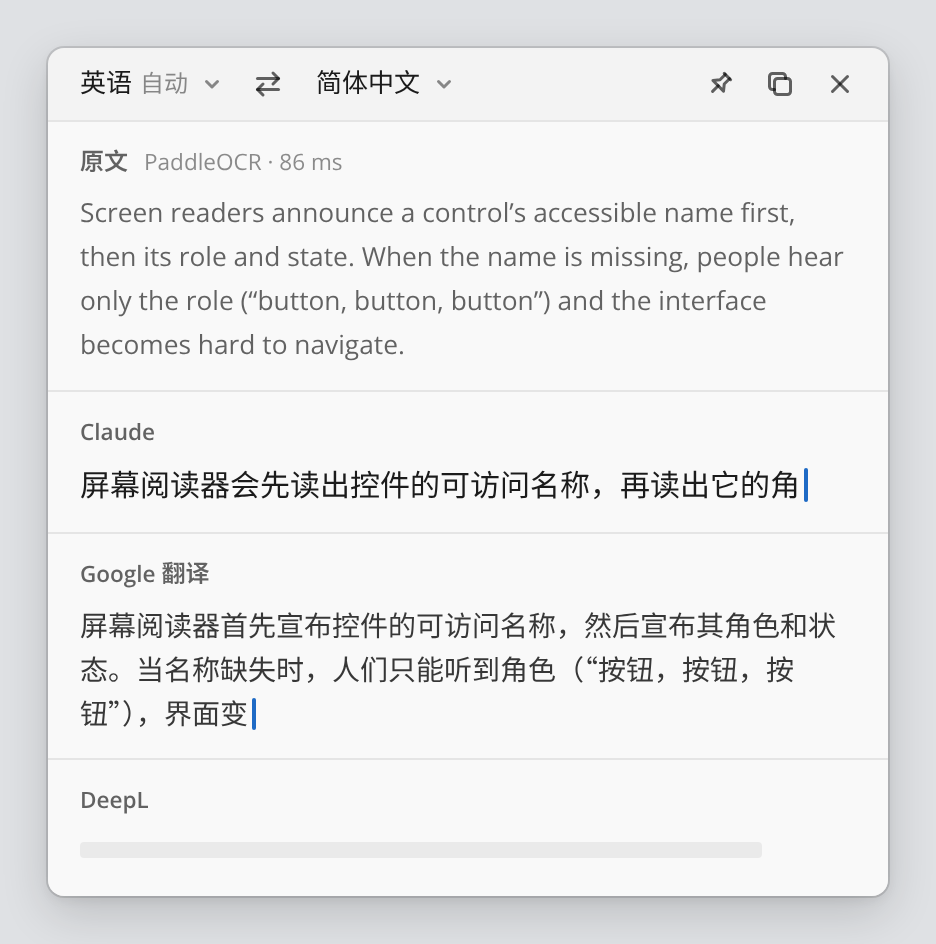 英语 自动 简体中文
原文 PaddleOCR · 86 ms
Screen readers announce a control’s accessible name first,
then its role and state. When the name is missing, people hear
only the role (“button, button, button”) and the interface
becomes hard to navigate.
Claude
屏幕阅读器会先读出控件的可访问名称，再读出它的角
Google 翻译
屏幕阅读器首先宣布控件的可访问名称，然后宣布其角色和状
态。当名称缺失时，人们只能听到角色（“按钮，按钮，按
钮”），界面变
DeepL